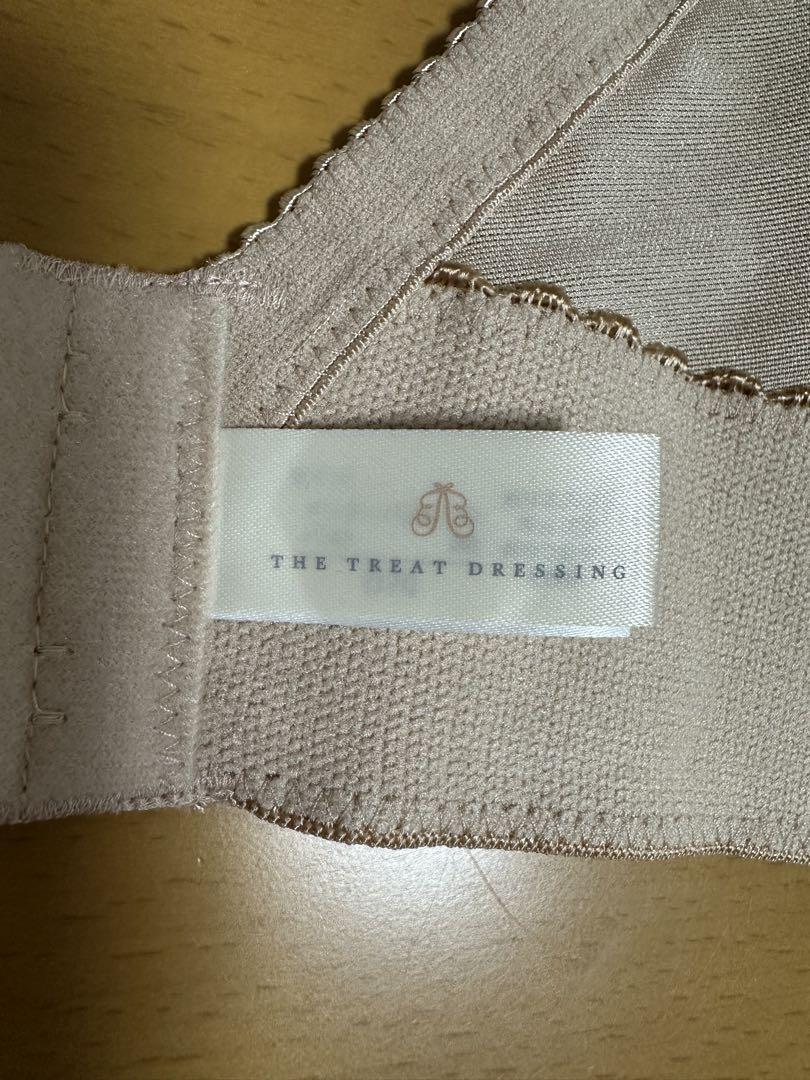 THE TREAT DRESSING